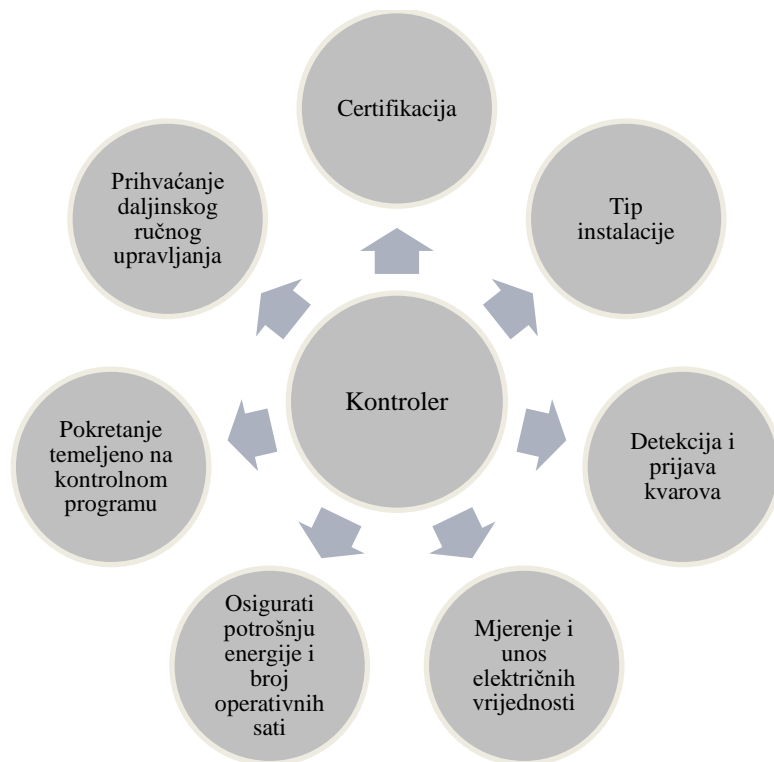 Certifikacija
Tip
instalacije
Detekcija i
prijava
kvarova
Mjerenje i
unos
električnih
vrijednosti
Osigurati
potrošnju
energije i
broj
operativnih
sati
Pokretanje
temeljeno na
kontrolnom
programu
Prihvaćanje
daljinskog
ručnog
upravljanja
Kontroler